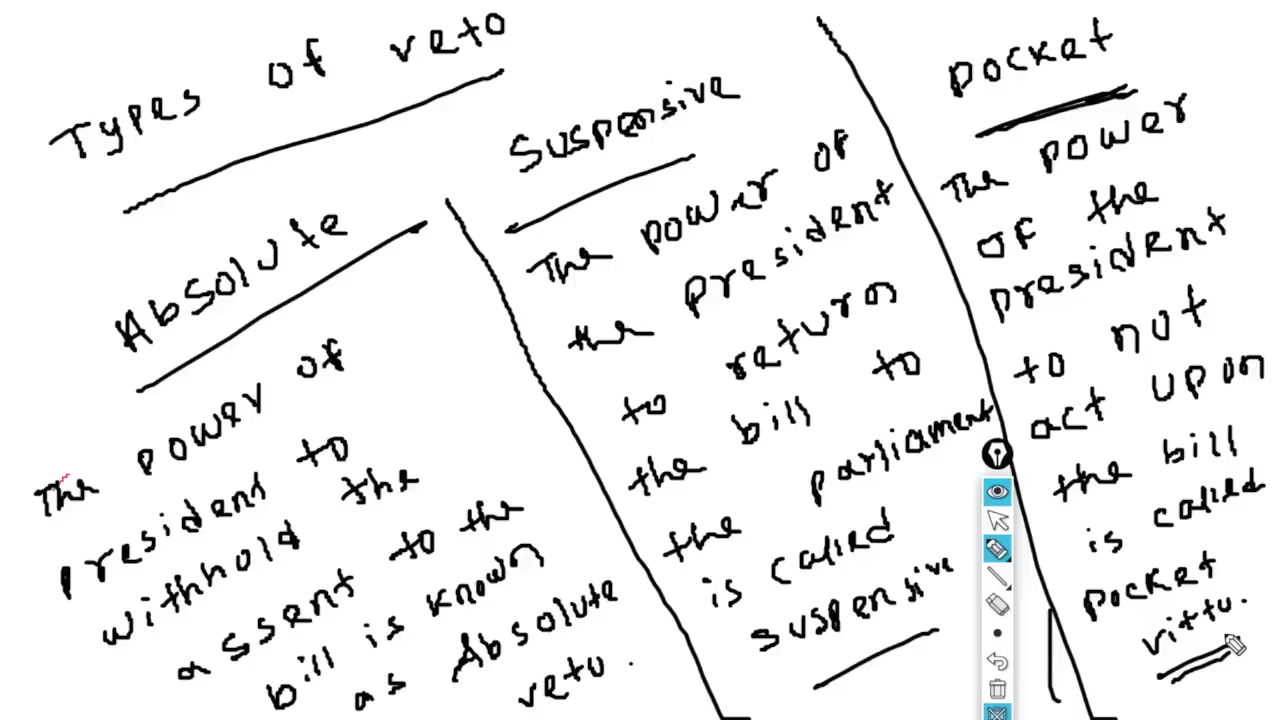 Types of veto
Absolute
The power of
president to
withhold the
assent to the
bill is known
as Absolute
veto.
Suspensive
The power of
the president
to return
the bill to
the parliament
is called
suspensive
pocket
The power
of the
president
to not
act upon
the bill
is called
pocket
vitto.